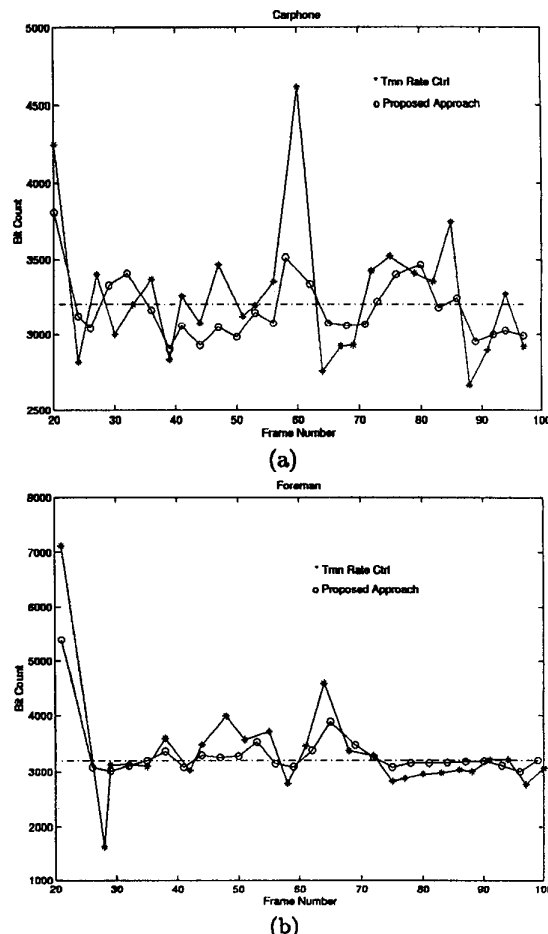 Carphone
5000
4500
4000
3500
3000
2500
Bit Count
* Tmn Rate Ctrl
o Proposed Approach
20 30 40 50 60 70 80 90 100
Frame Number
(a)
Foreman
8000
7000
6000
5000
4000
3000
2000
1000
Bit Count
* Tmn Rate Ctrl
o Proposed Approach
20 30 40 50 60 70 80 90 100
Frame Number
(b)